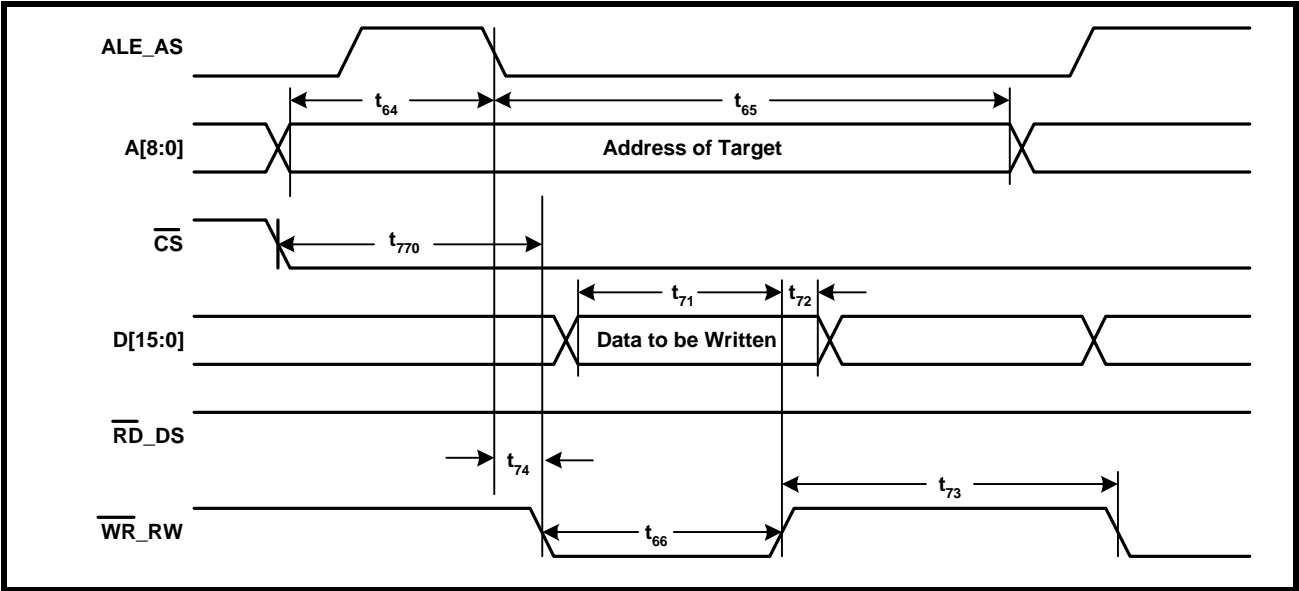 ALE_AS
t64
t65
A[8:0]
Address of Target
CS
t770
t71
t72
D[15:0]
Data to be Written
RD_DS
t74
t73
WR_RW
t66